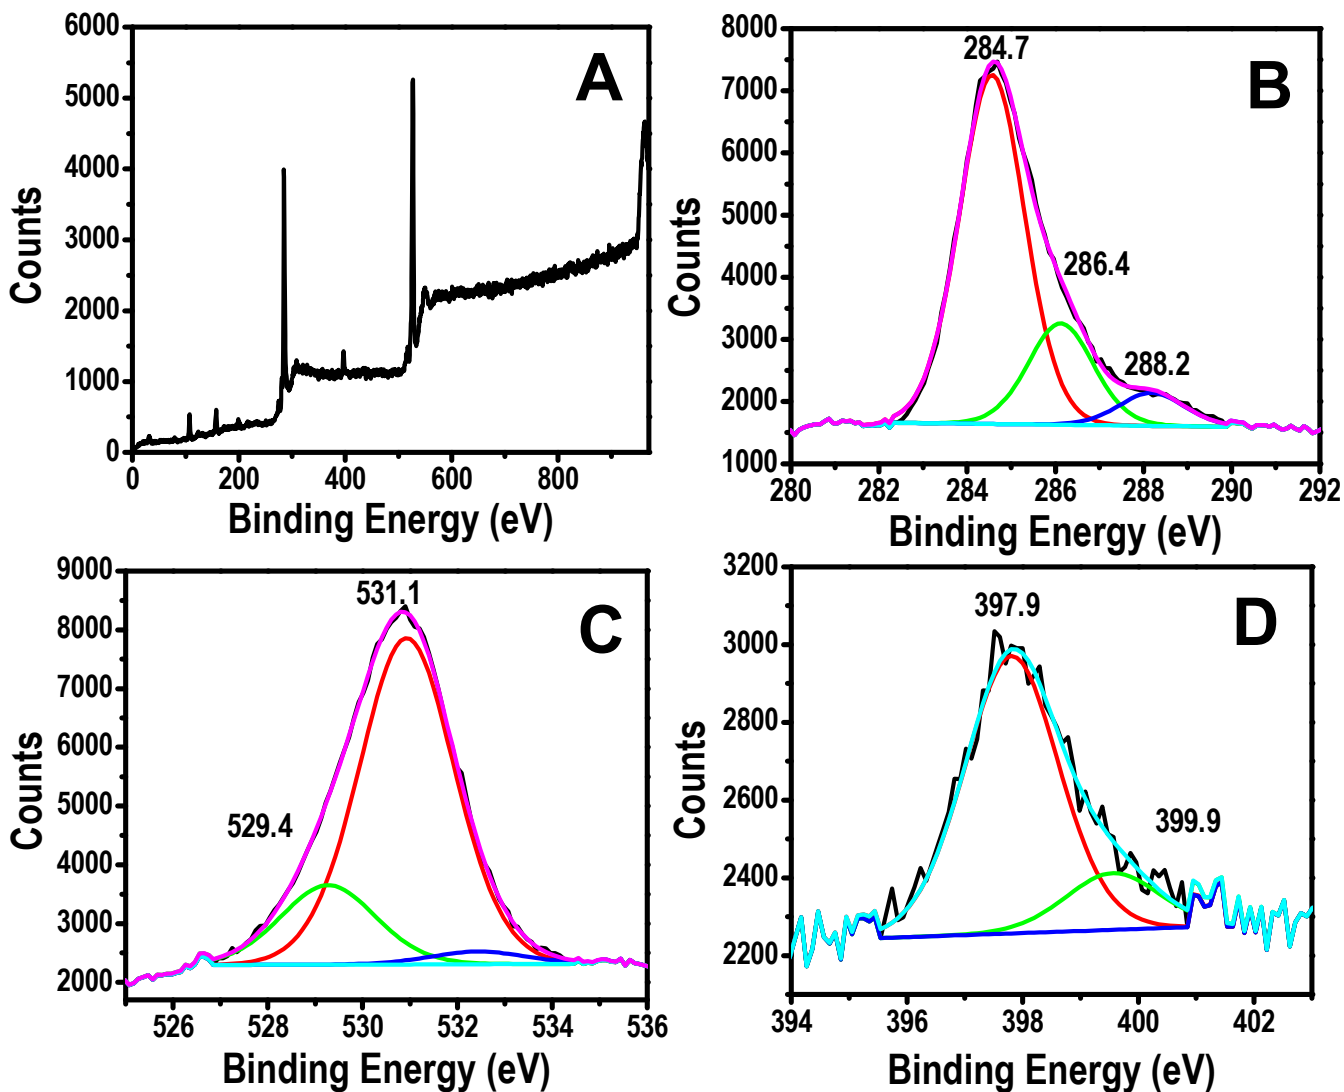 A
Counts
6000
5000
4000
3000
2000
1000
0
0 200 400 600 800
Binding Energy (eV)
B
Counts
8000
7000
6000
5000
4000
3000
2000
1000
284.7
286.4
288.2
280 282 284 286 288 290 292
Binding Energy (eV)
C
Counts
9000
8000
7000
6000
5000
4000
3000
2000
531.1
529.4
526 528 530 532 534 536
Binding Energy (eV)
D
Counts
3200
3000
2800
2600
2400
2200
397.9
399.9
394 396 398 400 402
Binding Energy (eV)